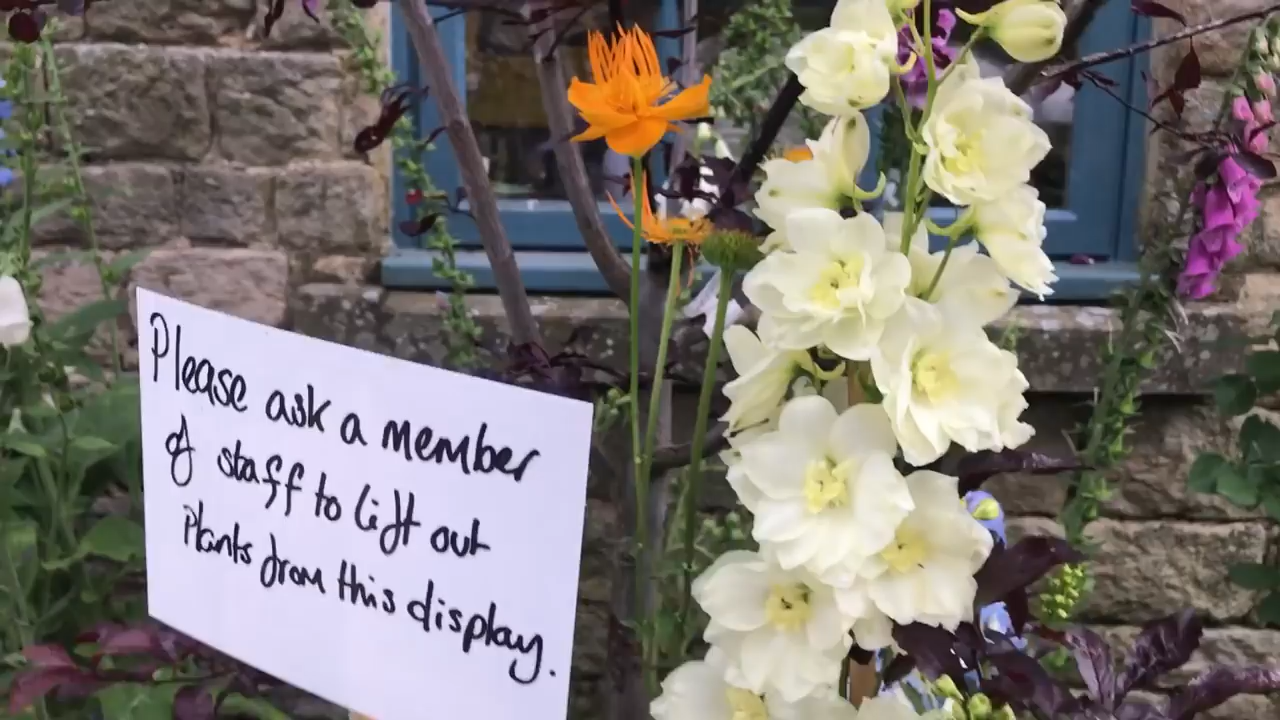 Please ask a member
of staff to lift out
Plants from this display.